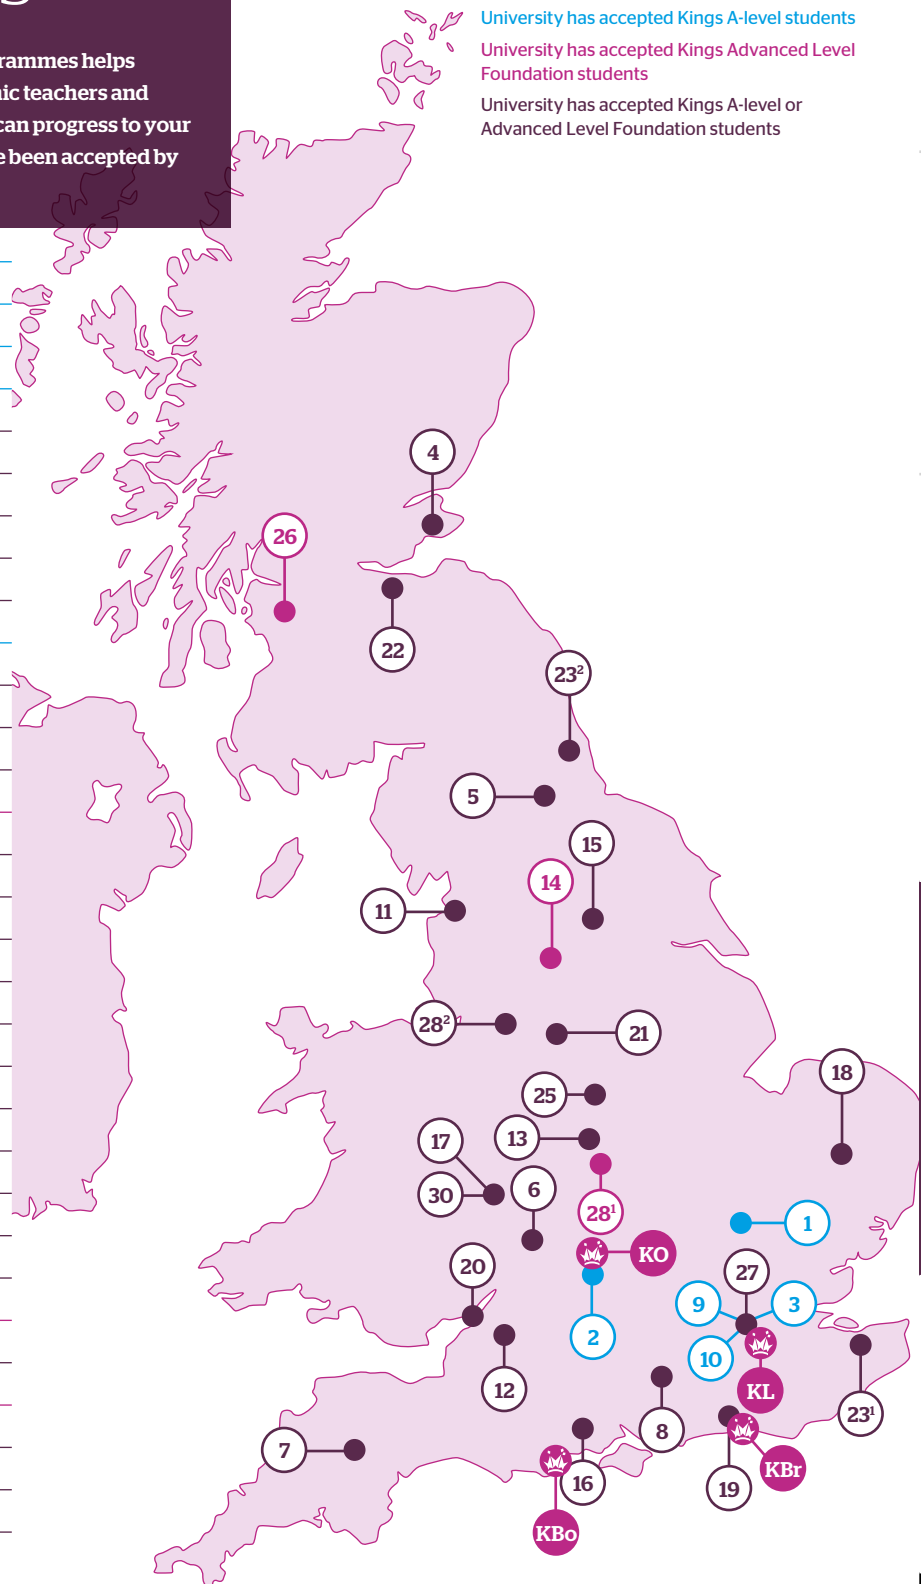 rammes helps
nic teachers and
can progress to your
e been accepted by
University has accepted Kings A-level students
University has accepted Kings Advanced Level
Foundation students
University has accepted Kings A-level or
Advanced Level Foundation students
4
26
22
23²
5
15
14
11
28²
21
18
25
13
17
30
6
28¹
1
KO
20
27
9
3
2
10
12
KL
8
23¹
7
KBr
16
19
KBo